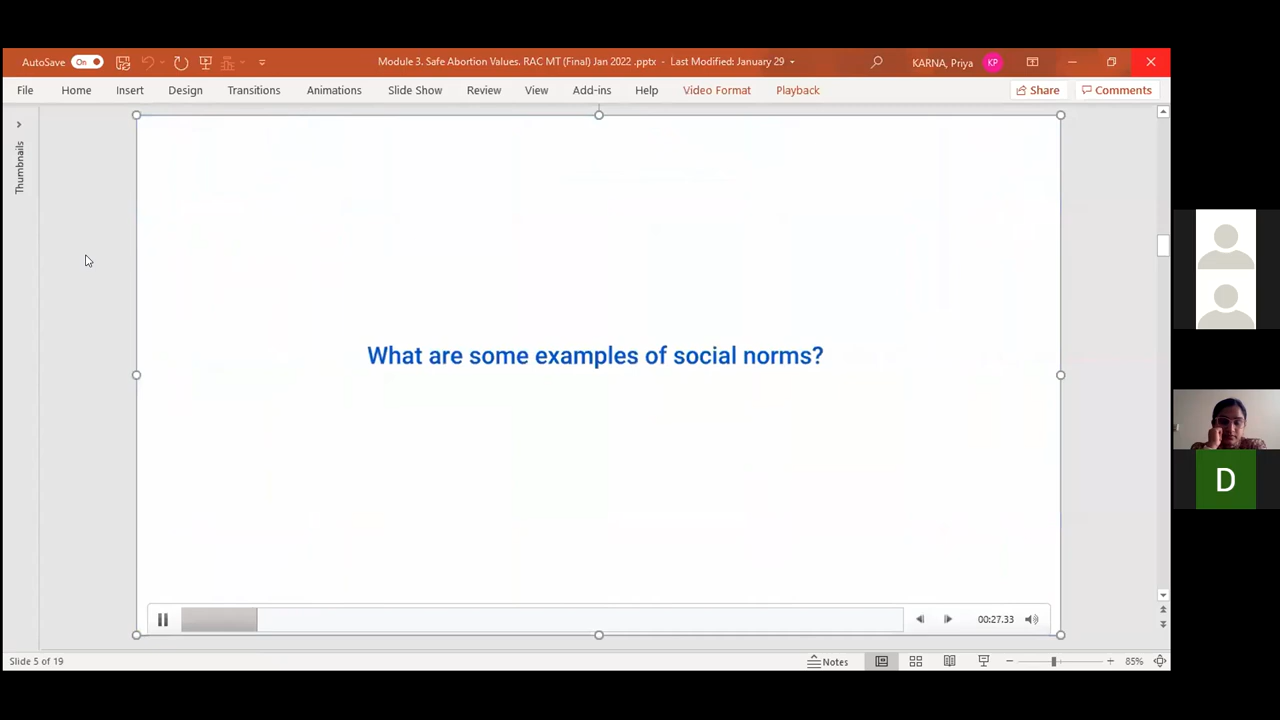 AutoSave On Module 3. Safe Abortion Values. RAC MT (Final) Jan 2022 .pptx - Last Modified: January 29 KARNA, Priya KP
File Home Insert Design Transitions Animations Slide Show Review View Add-ins Help Video Format Playback Share Comments
Thumbnails
What are some examples of social norms?
D
00:27.33
Slide 5 of 19 Notes 85%